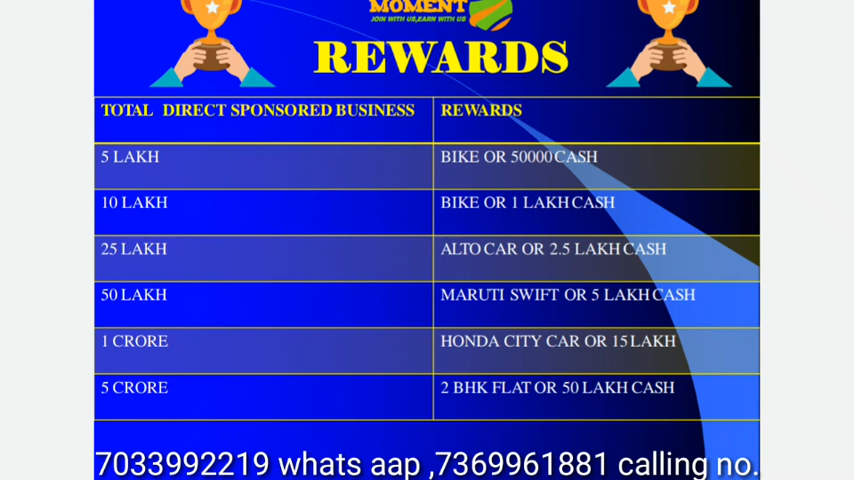 MOMENT
JOIN WITH US,EARN WITH US
REWARDS
TOTAL DIRECT SPONSORED BUSINESS REWARDS
5 LAKH BIKE OR 50000 CASH
10 LAKH BIKE OR 1 LAKH CASH
25 LAKH ALTO CAR OR 2.5 LAKH CASH
50 LAKH MARUTI SWIFT OR 5 LAKH CASH
1 CRORE HONDA CITY CAR OR 15 LAKH
5 CRORE 2 BHK FLAT OR 50 LAKH CASH
7033992219 whats aap ,7369961881 calling no.